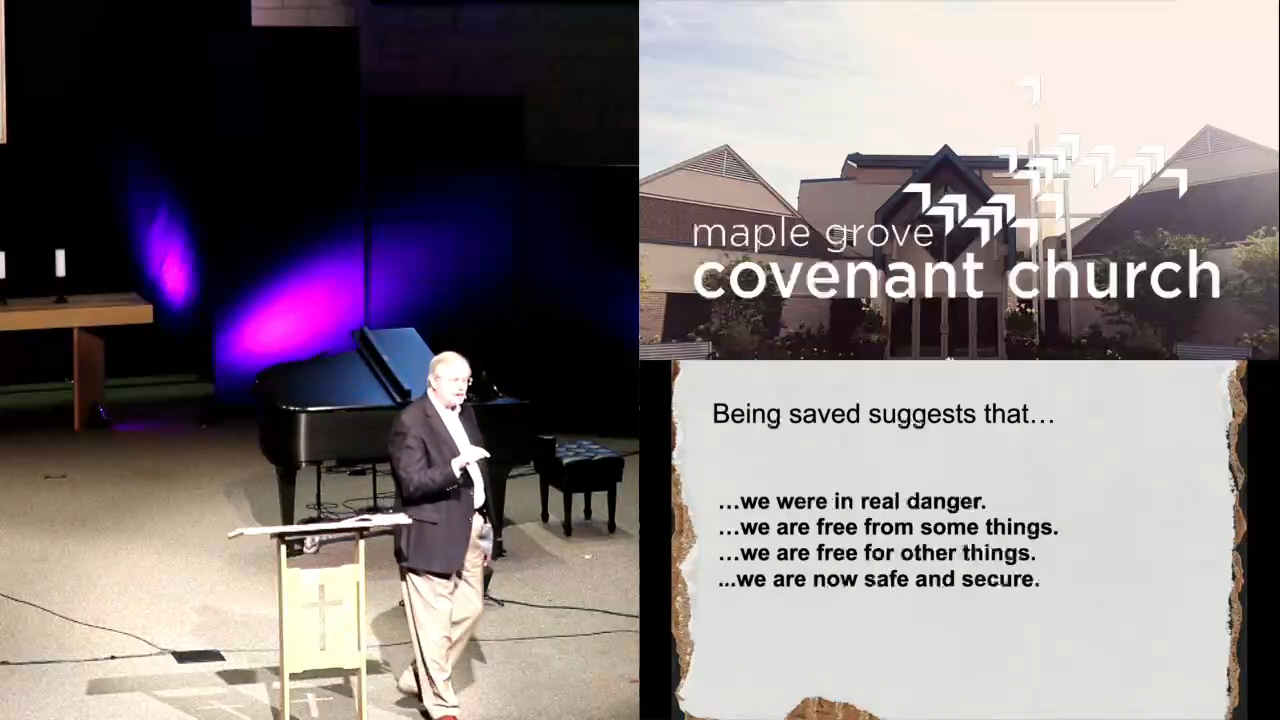 maple grove
covenant church
Being saved suggests that…
…we were in real danger.
…we are free from some things.
…we are free for other things.
...we are now safe and secure.